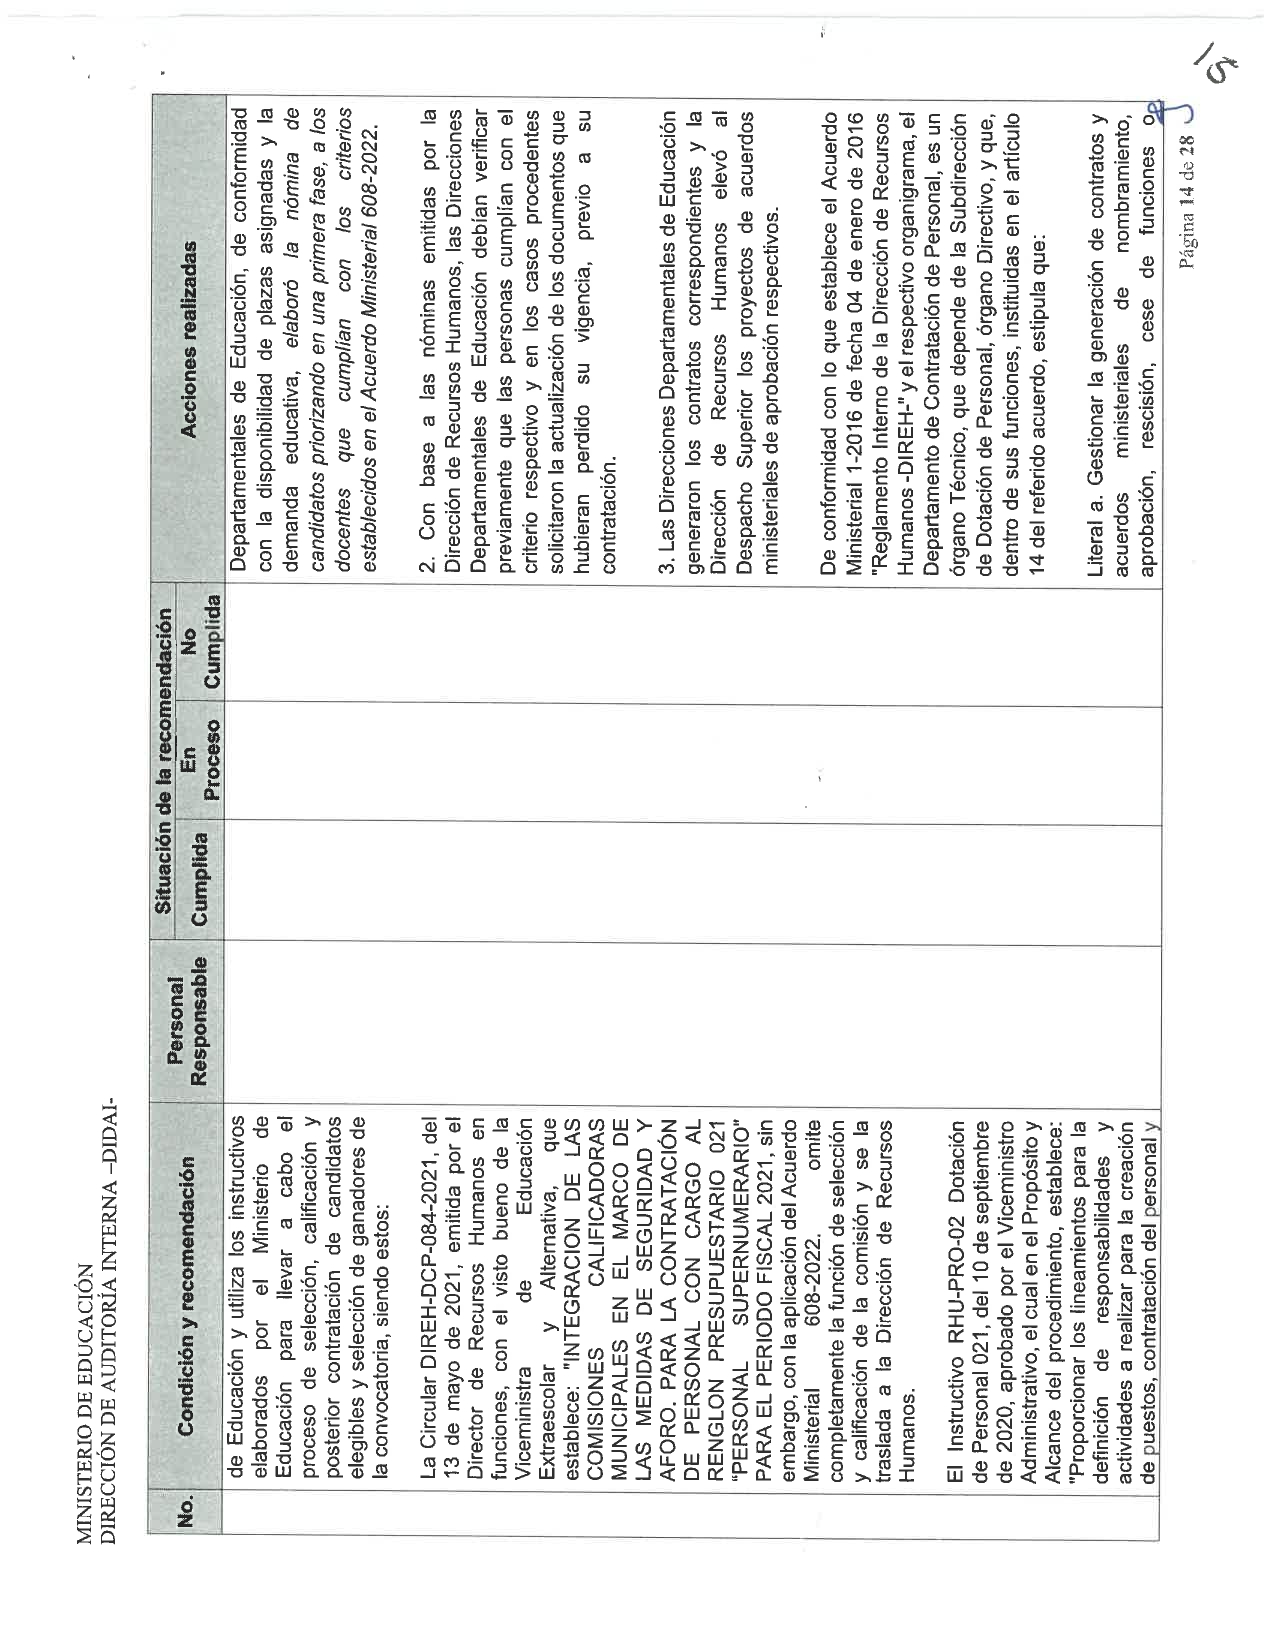 MINISTERIO DE EDUCACIÓN
DIRECCIÓN DE AUDITORÍA INTERNA –DIDAI-
No.
Condición y recomendación
Personal
Responsable
Situación de la recomendación
Cumplida
En
Proceso
No
Cumplida
Acciones realizadas
de Educación y utiliza los instructivos
elaborados por el Ministerio de
Educación para llevar a cabo el
proceso de selección, calificación y
posterior contratación de candidatos
elegibles y selección de ganadores de
la convocatoria, siendo estos:
La Circular DIREH-DCP-084-2021, del
13 de mayo de 2021, emitida por el
Director de Recursos Humanos en
funciones, con el visto bueno de la
Viceministra de Educación
Extraescolar y Alternativa, que
establece: "INTEGRACION DE LAS
COMISIONES CALIFICADORAS
MUNICIPALES EN EL MARCO DE
LAS MEDIDAS DE SEGURIDAD Y
AFORO. PARA LA CONTRATACIÓN
DE PERSONAL CON CARGO AL
RENGLON PRESUPUESTARIO 021
"PERSONAL SUPERNUMERARIO"
PARA EL PERIODO FISCAL 2021, sin
embargo, con la aplicación del Acuerdo
Ministerial 608-2022. omite
completamente la función de selección
y calificación de la comisión y se la
traslada a la Dirección de Recursos
Humanos.
El Instructivo RHU-PRO-02 Dotación
de Personal 021, del 10 de septiembre
de 2020, aprobado por el Viceministro
Administrativo, el cual en el Propósito y
Alcance del procedimiento, establece:
"Proporcionar los lineamientos para la
definición de responsabilidades y
actividades a realizar para la creación
de puestos, contratación del personal y
Departamentales de Educación, de conformidad
con la disponibilidad de plazas asignadas y la
demanda educativa, elaboró la nómina de
candidatos priorizando en una primera fase, a los
docentes que cumplían con los criterios
establecidos en el Acuerdo Ministerial 608-2022.
2. Con base a las nóminas emitidas por la
Dirección de Recursos Humanos, las Direcciones
Departamentales de Educación debían verificar
previamente que las personas cumplían con el
criterio respectivo y en los casos procedentes
solicitaron la actualización de los documentos que
hubieran perdido su vigencia, previo a su
contratación.
3. Las Direcciones Departamentales de Educación
generaron los contratos correspondientes y la
Dirección de Recursos Humanos elevó al
Despacho Superior los proyectos de acuerdos
ministeriales de aprobación respectivos.
De conformidad con lo que establece el Acuerdo
Ministerial 1-2016 de fecha 04 de enero de 2016
"Reglamento Interno de la Dirección de Recursos
Humanos -DIREH-" y el respectivo organigrama, el
Departamento de Contratación de Personal, es un
órgano Técnico, que depende de la Subdirección
de Dotación de Personal, órgano Directivo, y que,
dentro de sus funciones, instituidas en el artículo
14 del referido acuerdo, estipula que:
Literal a. Gestionar la generación de contratos y
acuerdos ministeriales de nombramiento,
aprobación, rescisión, cese de funciones o
Página 14 de 28
15